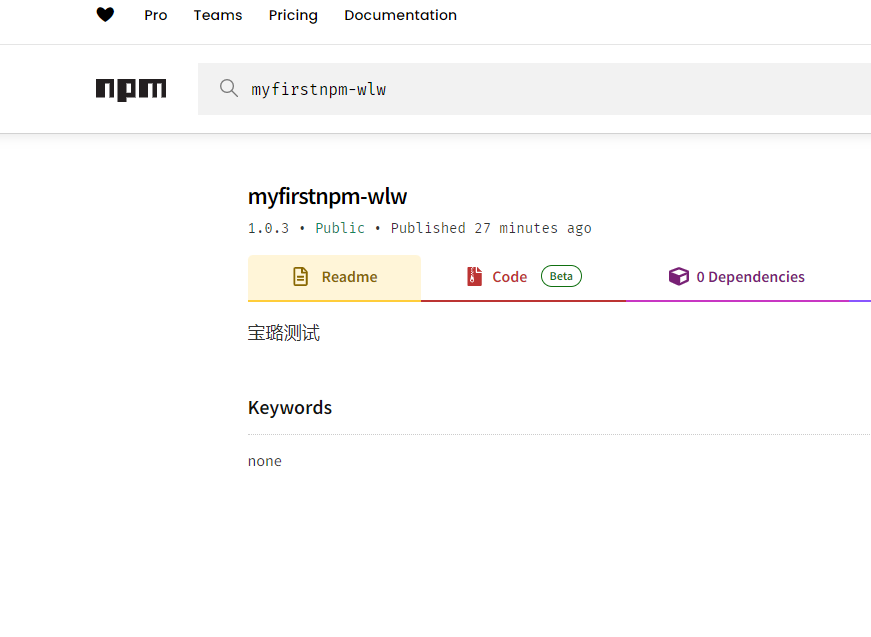 Pro Teams Pricing Documentation
npm myfirstnpm-wlw
myfirstnpm-wlw
1.0.3 • Public • Published 27 minutes ago
Readme Code Beta 0 Dependencies
宝璐测试
Keywords
none